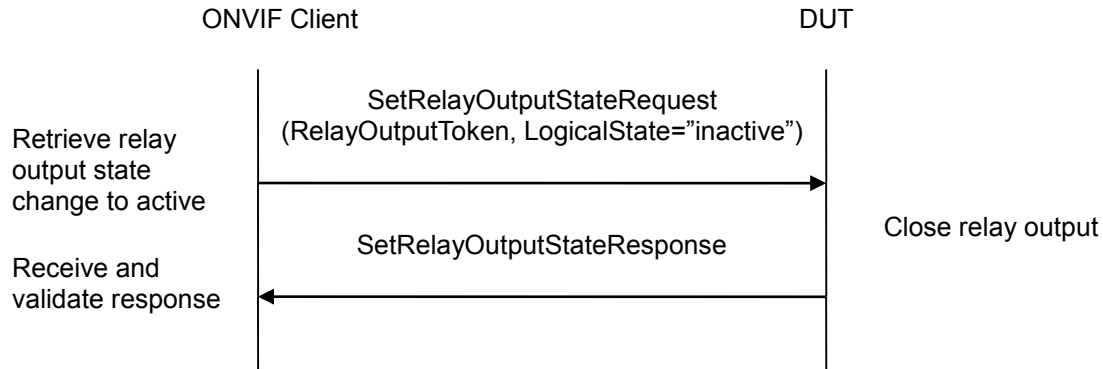 ONVIF Client
DUT
SetRelayOutputStateRequest
(RelayOutputToken, LogicalState=”inactive”)
Retrieve relay
output state
change to active
Close relay output
SetRelayOutputStateResponse
Receive and
validate response